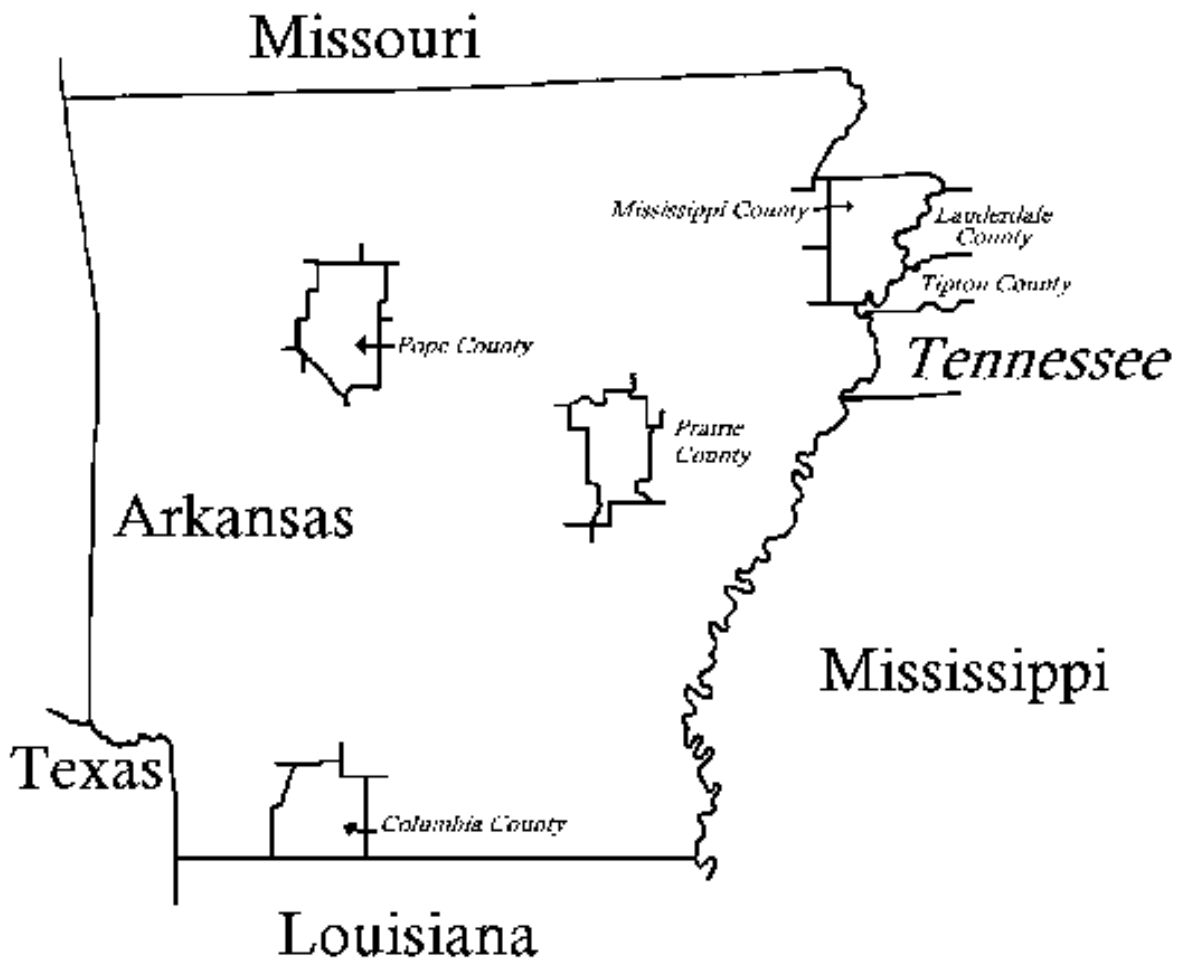 Missouri
Mississippi County
Lauderdale
County
Tipton County
Pope County
Tennessee
Prairie
County
Arkansas
Mississippi
Texas
Columbia County
Louisiana